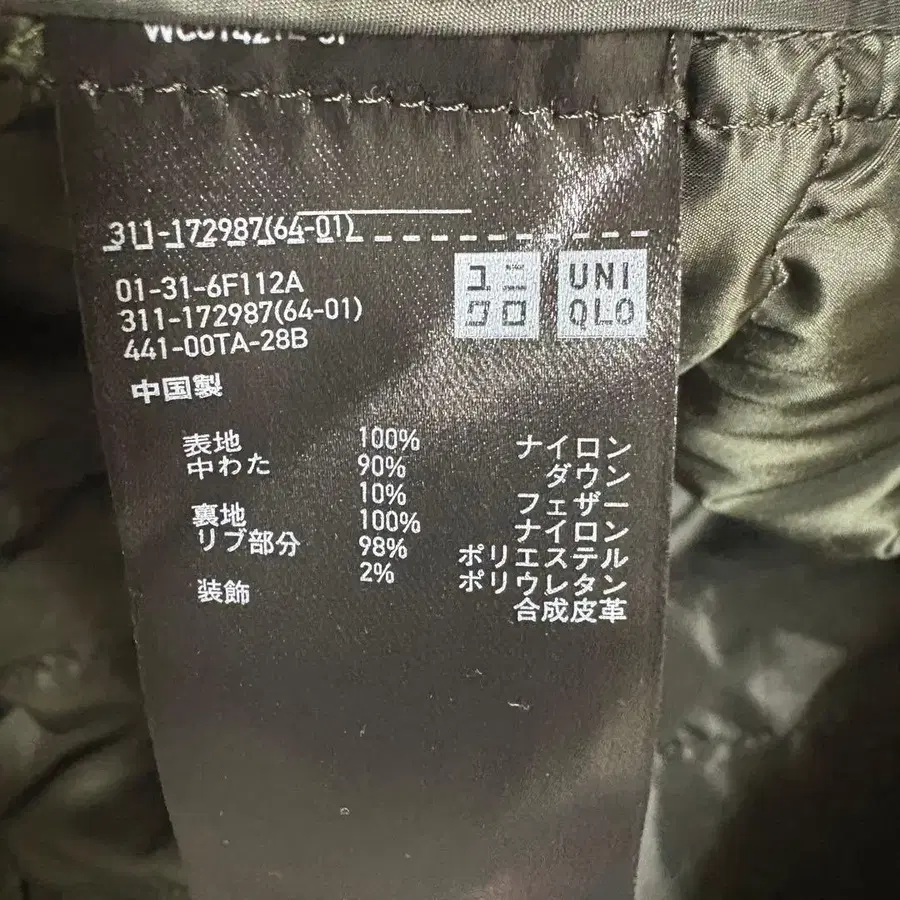 311-172987(64-01)
01-31-6F112A
311-172987(64-01)
441-00TA-28B
ユニクロ
UNIQLO
中国製
表地 100% ナイロン
中わた 90% ダウン
10% フェザー
裏地 100% ナイロン
リブ部分 98% ポリエステル
2% ポリウレタン
装飾 合成皮革